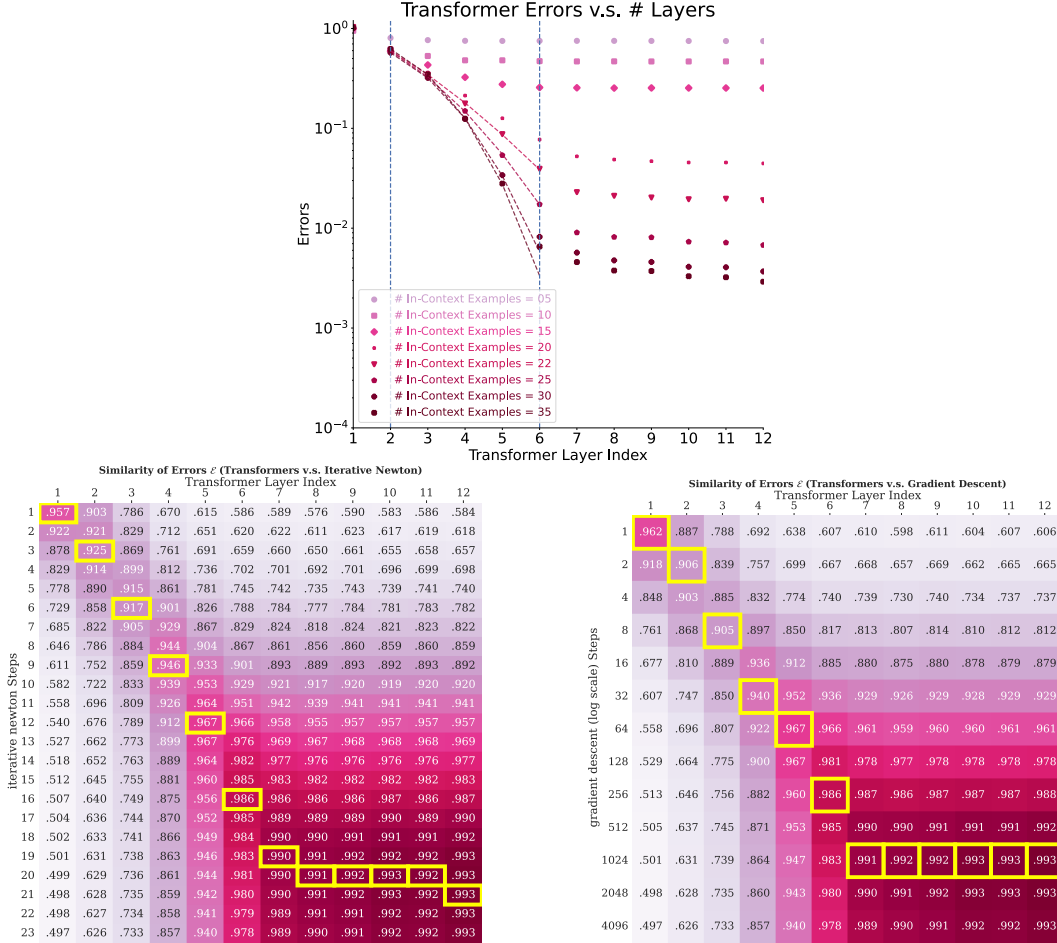 Transformer Errors v.s. # Layers
10^0
10^-1
10^-2
10^-3
10^-4
Errors
# In-Context Examples = 05
# In-Context Examples = 10
# In-Context Examples = 15
# In-Context Examples = 20
# In-Context Examples = 22
# In-Context Examples = 25
# In-Context Examples = 30
# In-Context Examples = 35
1 2 3 4 5 6 7 8 9 10 11 12
Transformer Layer Index
Similarity of Errors ℰ (Transformers v.s. Iterative Newton)
Transformer Layer Index
1 2 3 4 5 6 7 8 9 10 11 12
iterative newton Steps
1 .957 .903 .786 .670 .615 .586 .589 .576 .590 .583 .586 .584
2 .922 .921 .829 .712 .651 .620 .622 .611 .623 .617 .619 .618
3 .878 .925 .869 .761 .691 .659 .660 .650 .661 .655 .658 .657
4 .829 .914 .899 .812 .736 .702 .701 .692 .701 .696 .699 .698
5 .778 .890 .915 .861 .781 .745 .742 .735 .743 .739 .741 .740
6 .729 .858 .917 .901 .826 .788 .784 .777 .784 .781 .783 .782
7 .685 .822 .905 .929 .867 .829 .824 .818 .824 .821 .823 .822
8 .646 .786 .884 .944 .904 .867 .861 .856 .860 .859 .860 .859
9 .611 .752 .859 .946 .933 .901 .893 .889 .893 .892 .893 .892
10 .582 .722 .833 .939 .953 .929 .921 .917 .920 .919 .920 .920
11 .558 .696 .809 .926 .964 .951 .942 .939 .941 .941 .941 .941
12 .540 .676 .789 .912 .967 .966 .958 .955 .957 .957 .957 .957
13 .527 .662 .773 .899 .967 .976 .969 .967 .968 .968 .968 .968
14 .518 .652 .763 .889 .964 .982 .977 .976 .976 .976 .976 .977
15 .512 .645 .755 .881 .960 .985 .983 .982 .982 .982 .982 .983
16 .507 .640 .749 .875 .956 .986 .986 .986 .986 .987 .986 .987
17 .504 .636 .744 .870 .952 .985 .989 .989 .989 .990 .989 .990
18 .502 .633 .741 .866 .949 .984 .990 .990 .991 .991 .991 .992
19 .501 .631 .738 .863 .946 .983 .990 .991 .992 .992 .992 .993
20 .499 .629 .736 .861 .944 .981 .990 .991 .992 .993 .992 .993
21 .498 .628 .735 .859 .942 .980 .990 .991 .992 .992 .992 .993
22 .498 .627 .734 .858 .941 .979 .989 .991 .991 .992 .992 .993
23 .497 .626 .733 .857 .940 .978 .989 .990 .991 .992 .992 .993
Similarity of Errors ℰ (Transformers v.s. Gradient Descent)
Transformer Layer Index
1 2 3 4 5 6 7 8 9 10 11 12
gradient descent (log scale) Steps
1 .962 .887 .788 .692 .638 .607 .610 .598 .611 .604 .607 .606
2 .918 .906 .839 .757 .699 .667 .668 .657 .669 .662 .665 .665
4 .848 .903 .885 .832 .774 .740 .739 .730 .740 .734 .737 .737
8 .761 .868 .905 .897 .850 .817 .813 .807 .814 .810 .812 .812
16 .677 .810 .889 .936 .912 .885 .880 .875 .880 .878 .879 .879
32 .607 .747 .850 .940 .952 .936 .929 .926 .929 .928 .929 .929
64 .558 .696 .807 .922 .967 .966 .961 .959 .960 .960 .960 .961
128 .529 .664 .775 .900 .967 .981 .978 .977 .978 .978 .978 .978
256 .513 .646 .756 .882 .960 .986 .987 .986 .987 .987 .987 .988
512 .505 .637 .745 .871 .953 .985 .990 .990 .991 .991 .991 .992
1024 .501 .631 .739 .864 .947 .983 .991 .992 .992 .993 .993 .993
2048 .498 .628 .735 .860 .943 .980 .990 .991 .992 .993 .993 .993
4096 .497 .626 .733 .857 .940 .978 .989 .990 .991 .992 .992 .993